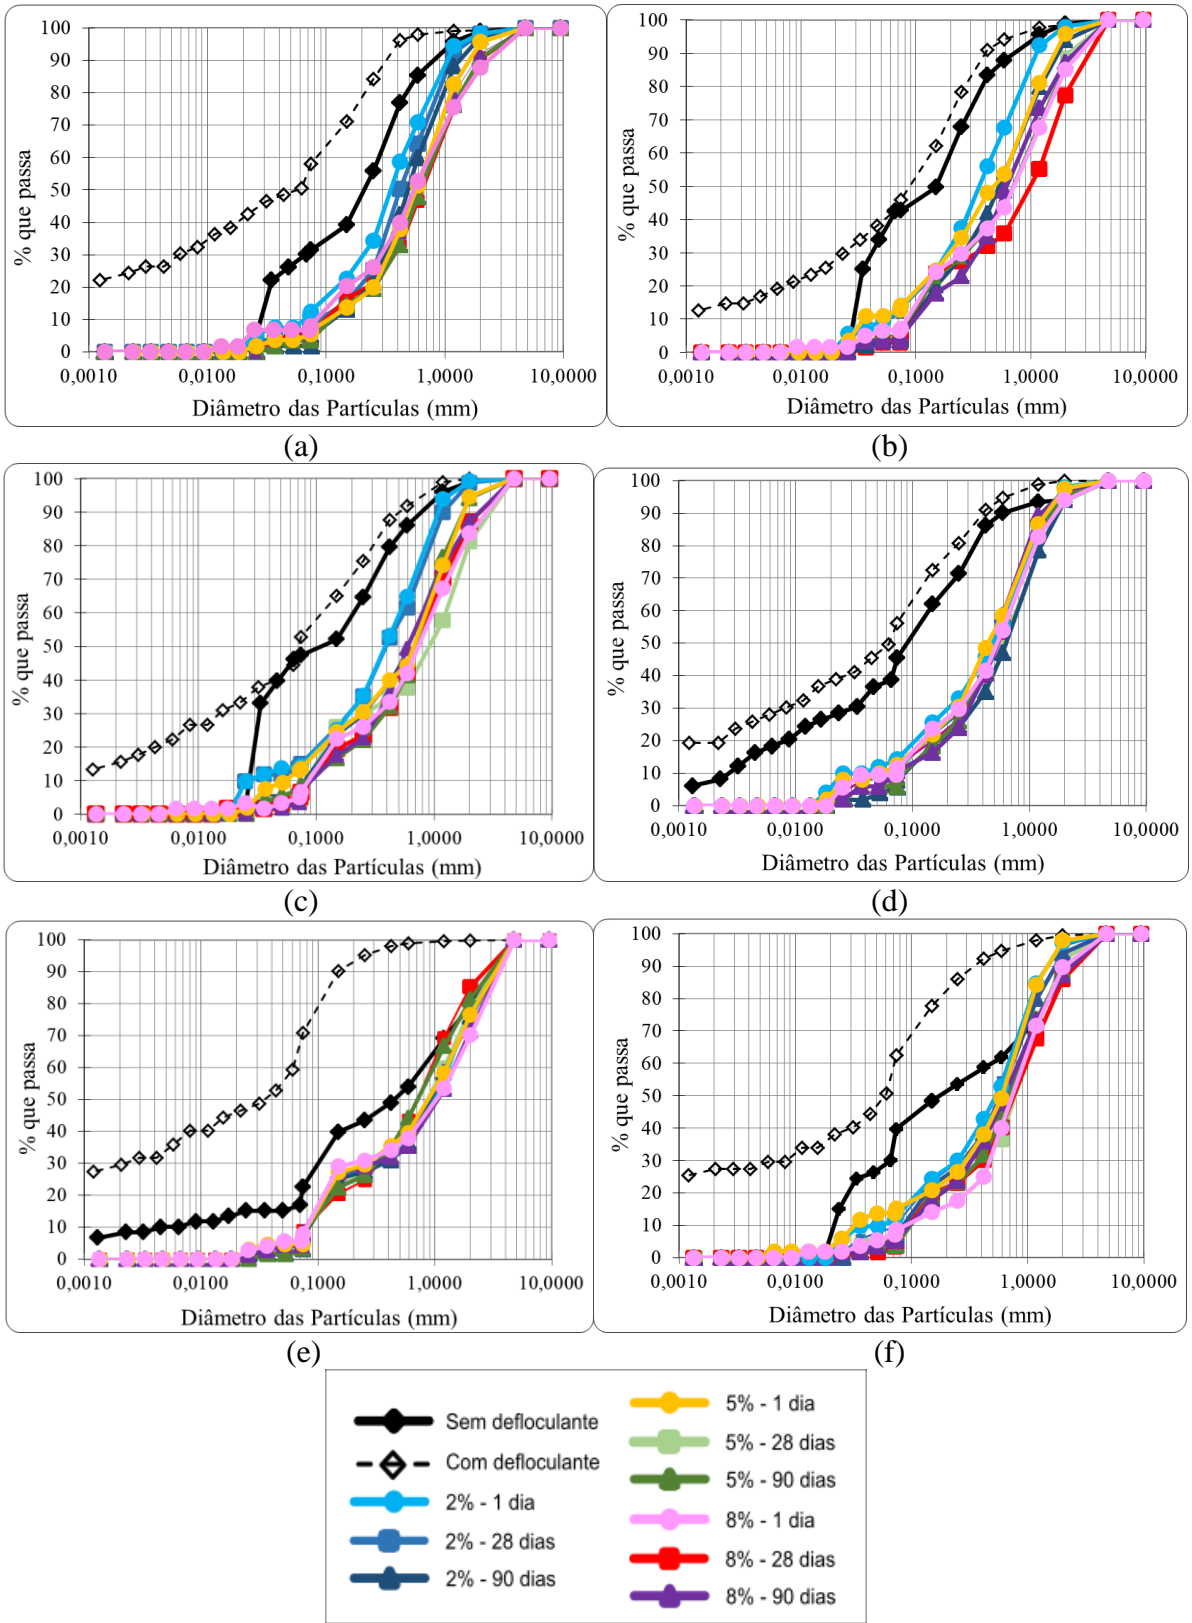 100
90
80
70
60
50
40
30
20
10
0
% que passa
0,0010 0,0100 0,1000 1,0000 10,0000
Diâmetro das Partículas (mm)
(a)
100
90
80
70
60
50
40
30
20
10
0
% que passa
0,0010 0,0100 0,1000 1,0000 10,0000
Diâmetro das Partículas (mm)
(b)
100
90
80
70
60
50
40
30
20
10
0
% que passa
0,0010 0,0100 0,1000 1,0000 10,0000
Diâmetro das Partículas (mm)
(c)
100
90
80
70
60
50
40
30
20
10
0
% que passa
0,0010 0,0100 0,1000 1,0000 10,0000
Diâmetro das Partículas (mm)
(d)
100
90
80
70
60
50
40
30
20
10
0
% que passa
0,0010 0,0100 0,1000 1,0000 10,0000
Diâmetro das Partículas (mm)
(e)
100
90
80
70
60
50
40
30
20
10
0
% que passa
0,0010 0,0100 0,1000 1,0000 10,0000
Diâmetro das Partículas (mm)
(f)
Sem defloculante
Com defloculante
2% - 1 dia
2% - 28 dias
2% - 90 dias
5% - 1 dia
5% - 28 dias
5% - 90 dias
8% - 1 dia
8% - 28 dias
8% - 90 dias